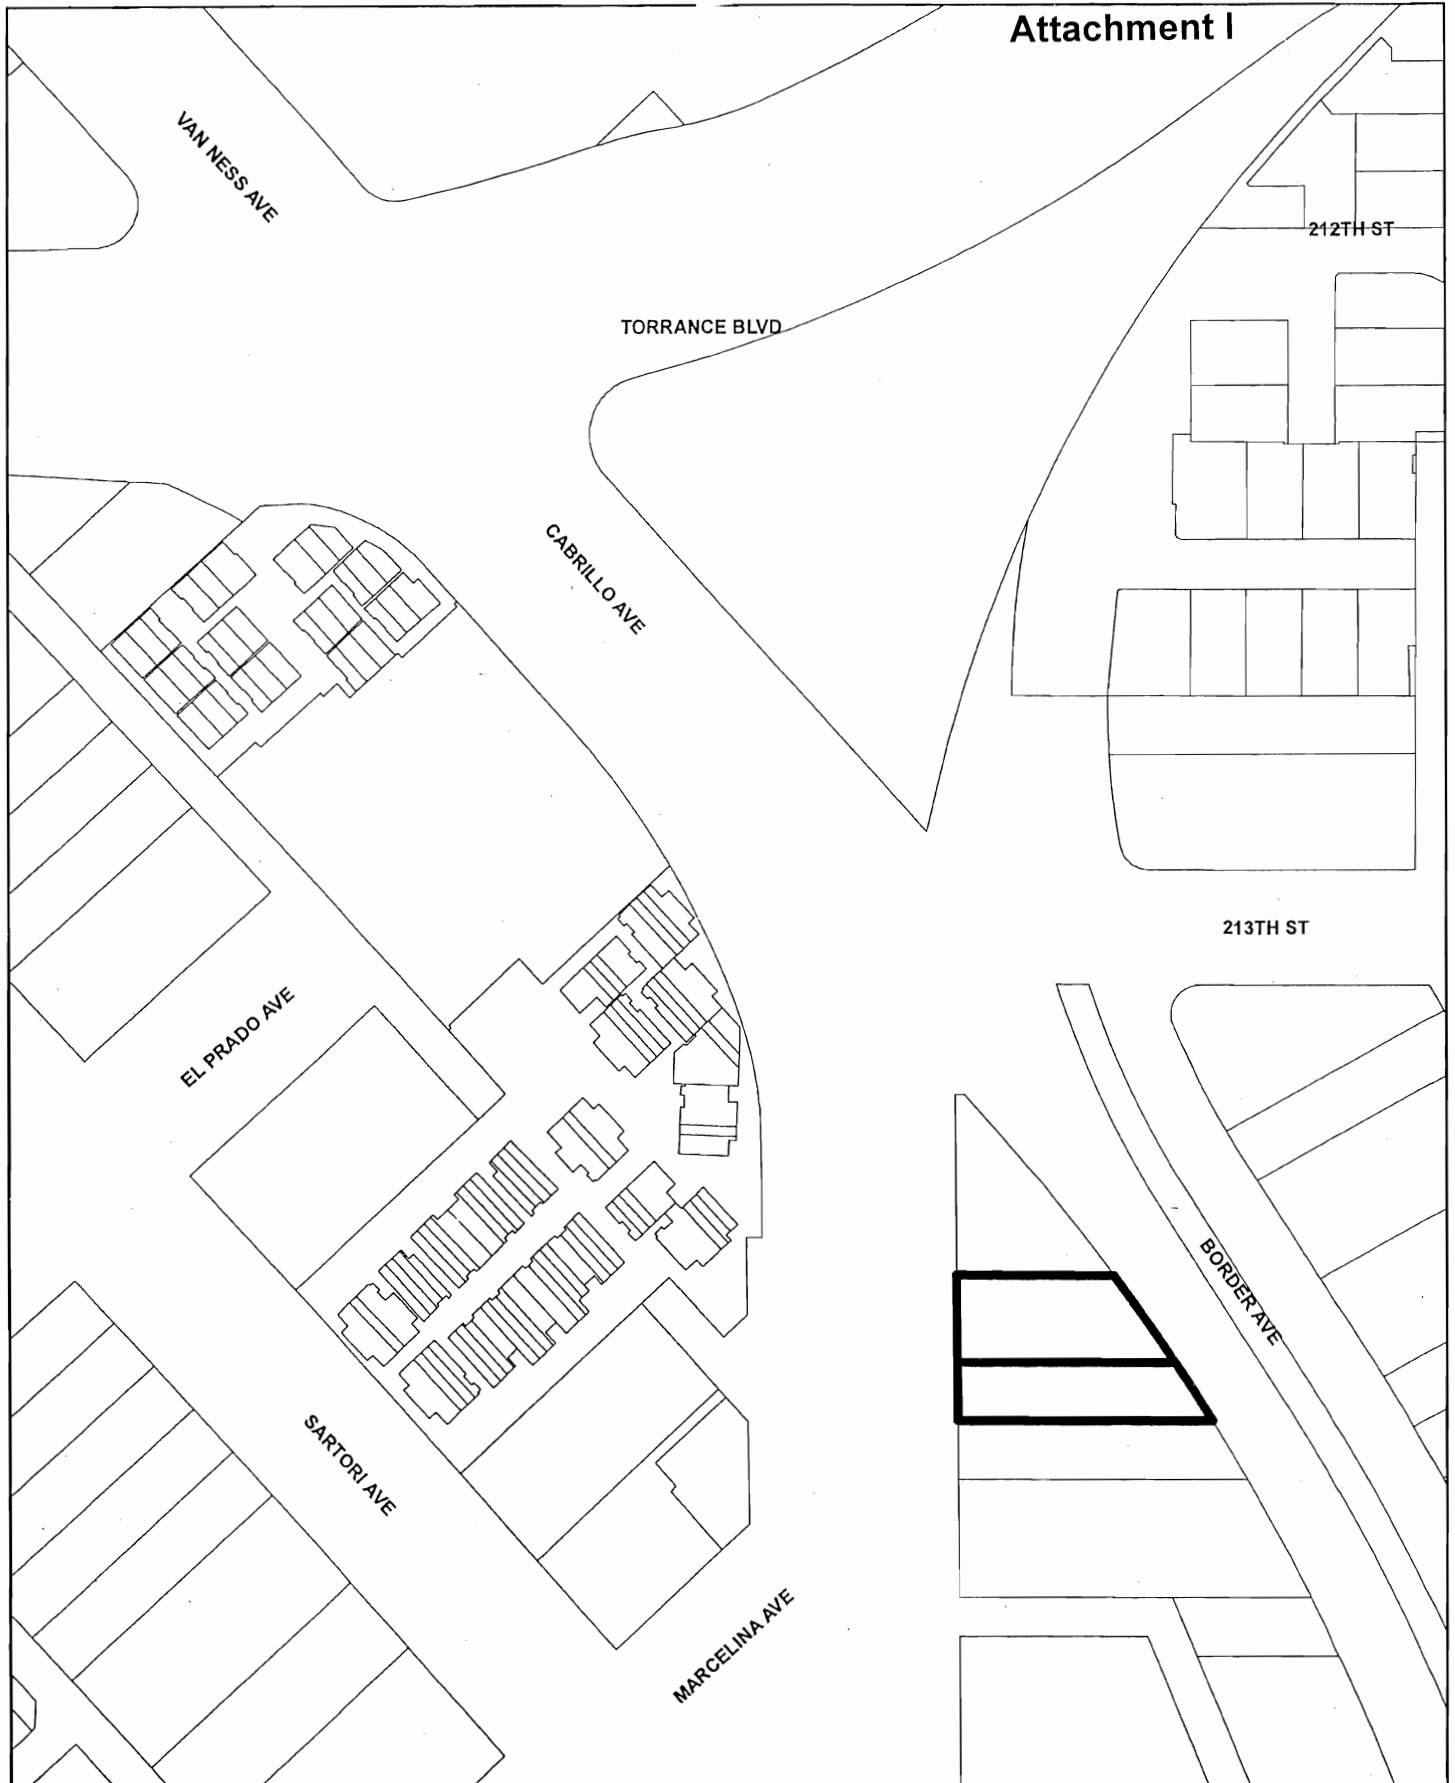 Attachment I
VAN NESS AVE
212TH ST
TORRANCE BLVD
CABRILLO AVE
213TH ST
EL PRADO AVE
BORDER AVE
SARTORI AVE
MARCELINA AVE